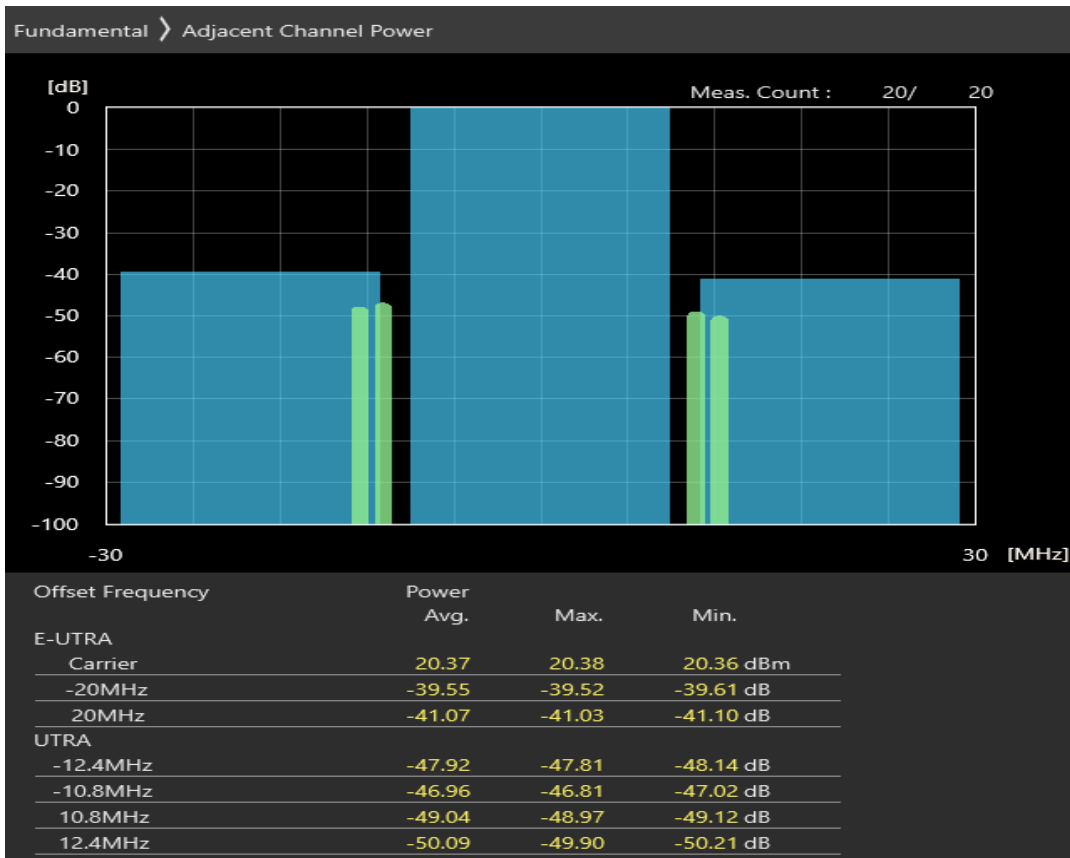 Fundamental 〉 Adjacent Channel Power
[dB]
Meas. Count : 20/ 20
0
-10
-20
-30
-40
-50
-60
-70
-80
-90
-100
-30 30 [MHz]
Offset Frequency Power
Avg. Max. Min.
E-UTRA
Carrier 20.37 20.38 20.36 dBm
-20MHz -39.55 -39.52 -39.61 dB
20MHz -41.07 -41.03 -41.10 dB
UTRA
-12.4MHz -47.92 -47.81 -48.14 dB
-10.8MHz -46.96 -46.81 -47.02 dB
10.8MHz -49.04 -48.97 -49.12 dB
12.4MHz -50.09 -49.90 -50.21 dB